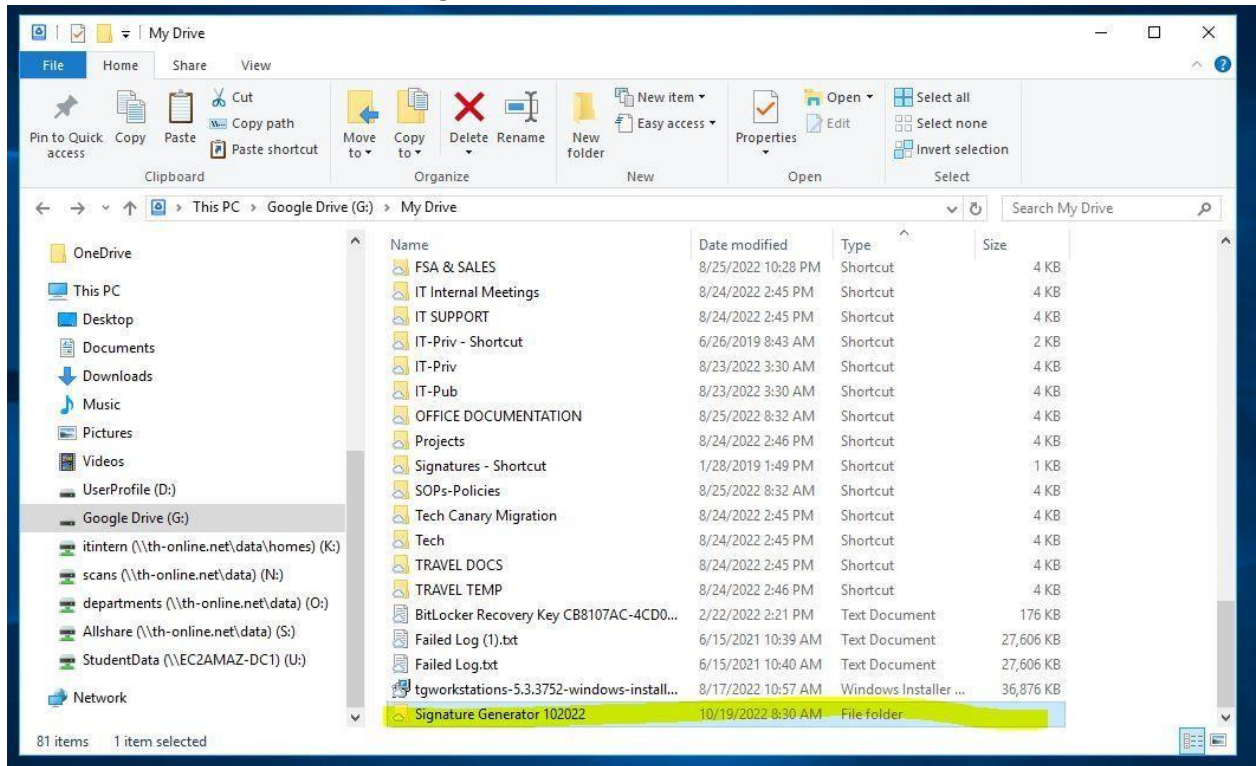 My Drive
File Home Share View
Pin to Quick access
Copy
Paste
Cut
Copy path
Paste shortcut
Move to
Copy to
Delete
Rename
New folder
New item
Easy access
Properties
Open
Edit
Select all
Select none
Invert selection
Clipboard Organize New Open Select
This PC > Google Drive (G:) > My Drive
Search My Drive
OneDrive
This PC
Desktop
Documents
Downloads
Music
Pictures
Videos
UserProfile (D:)
Google Drive (G:)
itintern (\\th-online.net\data\homes) (K:)
scans (\\th-online.net\data) (N:)
departments (\\th-online.net\data) (O:)
Allshare (\\th-online.net\data) (S:)
StudentData (\\EC2AMAZ-DC1) (U:)
Network
Name Date modified Type Size
FSA & SALES 8/25/2022 10:28 PM Shortcut 4 KB
IT Internal Meetings 8/24/2022 2:45 PM Shortcut 4 KB
IT SUPPORT 8/24/2022 2:45 PM Shortcut 4 KB
IT-Priv - Shortcut 6/26/2019 8:43 AM Shortcut 2 KB
IT-Priv 8/23/2022 3:30 AM Shortcut 4 KB
IT-Pub 8/23/2022 3:30 AM Shortcut 4 KB
OFFICE DOCUMENTATION 8/25/2022 8:32 AM Shortcut 4 KB
Projects 8/24/2022 2:46 PM Shortcut 4 KB
Signatures - Shortcut 1/28/2019 1:49 PM Shortcut 1 KB
SOPs-Policies 8/25/2022 8:32 AM Shortcut 4 KB
Tech Canary Migration 8/24/2022 2:45 PM Shortcut 4 KB
Tech 8/24/2022 2:45 PM Shortcut 4 KB
TRAVEL DOCS 8/24/2022 2:45 PM Shortcut 4 KB
TRAVEL TEMP 8/24/2022 2:46 PM Shortcut 4 KB
BitLocker Recovery Key CB8107AC-4CD0... 2/22/2022 2:21 PM Text Document 176 KB
Failed Log (1).txt 6/15/2021 10:39 AM Text Document 27,606 KB
Failed Log.txt 6/15/2021 10:40 AM Text Document 27,606 KB
tgworkstations-5.3.3752-windows-install... 8/17/2022 10:57 AM Windows Installer ... 36,876 KB
Signature Generator 102022 10/19/2022 8:30 AM File folder
81 items 1 item selected